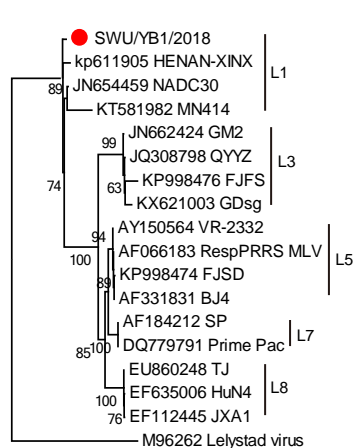 SWU/YB1/2018
kp611905 HENAN-XINX
L1
JN654459 NADC30
89
KT581982 MN414
JN662424 GM2
99
JQ308798 QYYZ
L3
KP998476 FJFS
74
63
KX621003 GDsg
AY150564 VR-2332
94
AF066183 RespPRRS MLV
100
L5
KP998474 FJSD
89
AF331831 BJ4
AF184212 SP
L7
DQ779791 Prime Pac
100
85
EU860248 TJ
EF635006 HuN4
L8
100
EF112445 JXA1
76
M96262 Lelystad virus